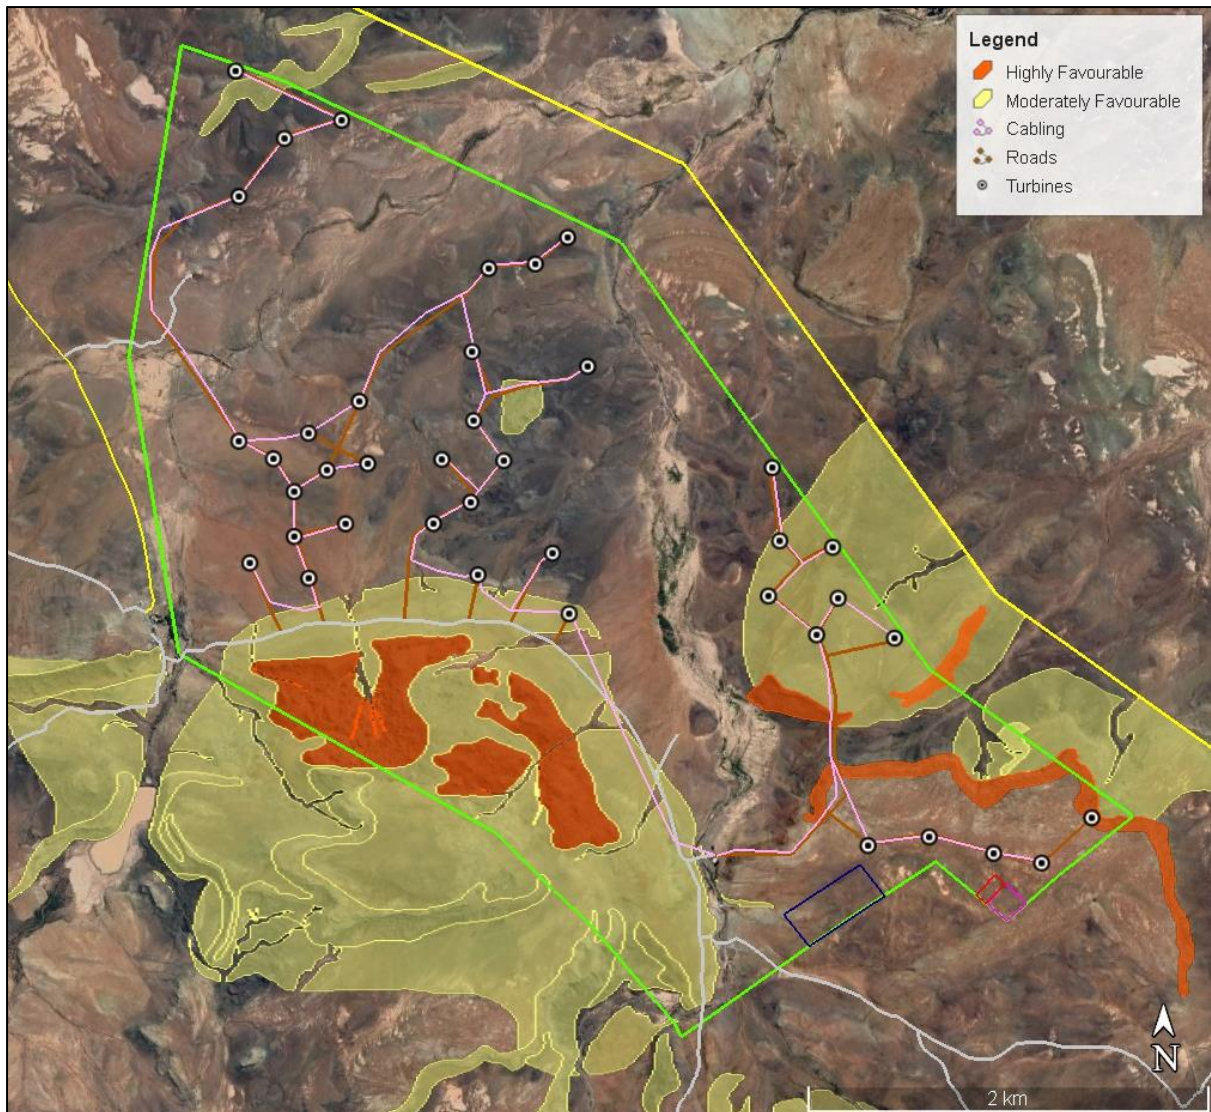 Legend
Highly Favourable
Moderately Favourable
Cabling
Roads
Turbines
N
2 km